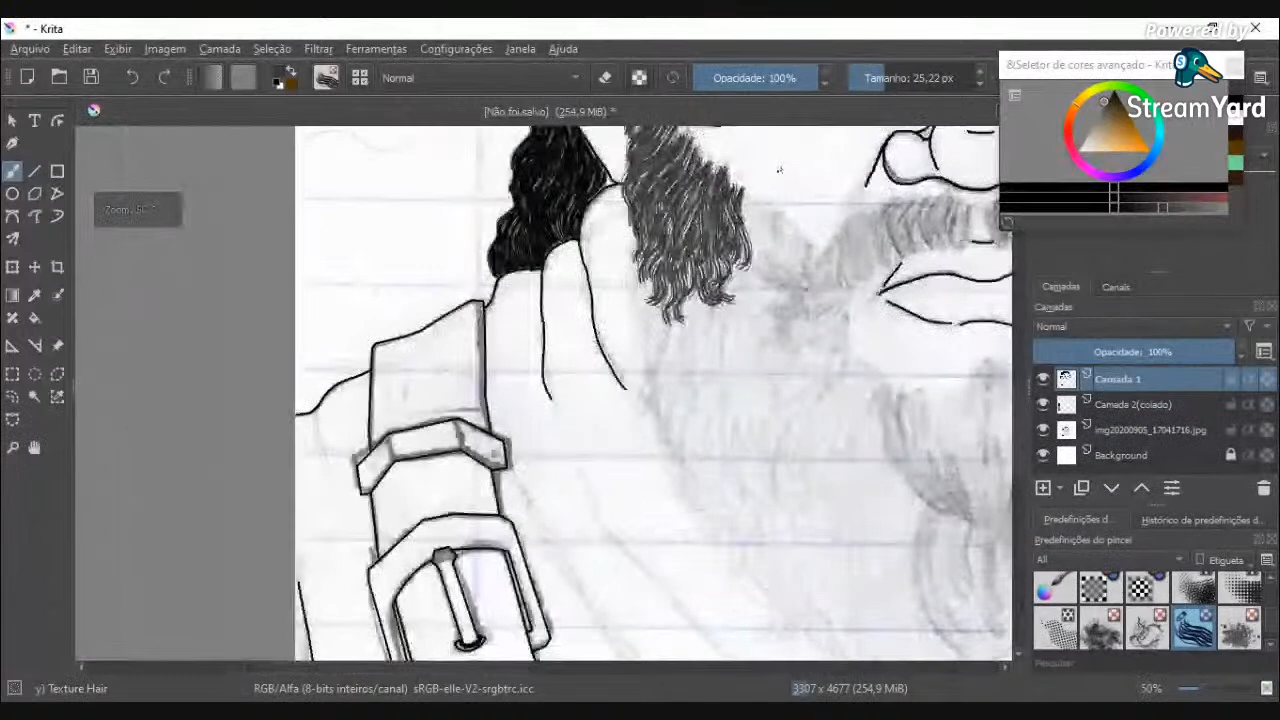 * - Krita
Powered by
StreamYard
Arquivo Editar Exibir Imagem Camada Seleção Filtrar Ferramentas Configurações Janela Ajuda
Normal
Opacidade: 100%
Tamanho: 25,22 px
&Seletor de cores avançado - Krita
[Não foi salvo] (254,9 MiB) *
Camadas Canais
Camadas
Normal
Opacidade: 100%
Camada 1
Camada 2(colado)
img20200905_17041716.jpg
Background
Predefinições d... Histórico de predefinições d...
Predefinições do pincel
All
Etiqueta
Pesquisar
y) Texture Hair
RGB/Alfa (8-bits inteiros/canal) sRGB-elle-V2-srgbtrc.icc
3307 x 4677 (254,9 MiB)
50%